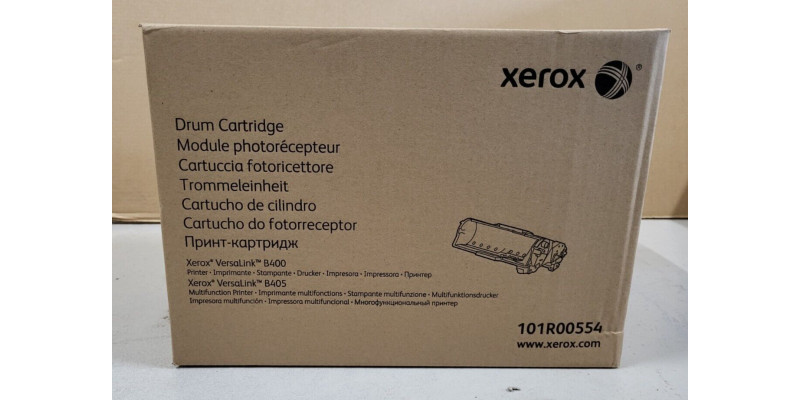 xerox ®
Drum Cartridge
Module photorécepteur
Cartuccia fotoricettore
Trommeleinheit
Cartucho de cilindro
Cartucho do fotorreceptor
Принт-картридж
Xerox® VersaLink™ B400
Printer • Imprimante • Stampante • Drucker • Impresora • Impressora • Принтер
Xerox® VersaLink™ B405
Multifunction Printer • Imprimante multifonctions • Stampante multifunzione • Multifunktionsdrucker
Impresora multifunción • Impressora multifuncional • Многофункциональный принтер
101R00554
www.xerox.com